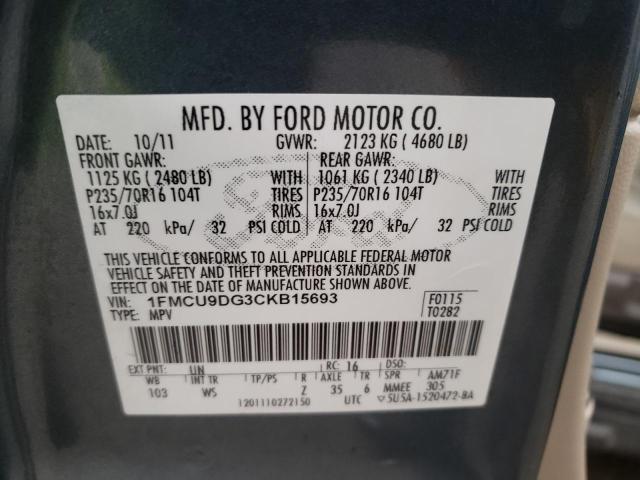 MFD. BY FORD MOTOR CO.
DATE: 10/11 GVWR: 2123 KG ( 4680 LB)
FRONT GAWR: REAR GAWR:
1125 KG ( 2480 LB) WITH 1061 KG ( 2340 LB) WITH
P235/70R16 104T TIRES P235/70R16 104T TIRES
16x7.0J RIMS 16x7.0J RIMS
AT 220 kPa/ 32 PSI COLD AT 220 kPa/ 32 PSI COLD
THIS VEHICLE CONFORMS TO ALL APPLICABLE FEDERAL MOTOR
VEHICLE SAFETY AND THEFT PREVENTION STANDARDS IN
EFFECT ON THE DATE OF MANUFACTURE SHOWN ABOVE.
VIN: 1FMCU9DG3CKB15693 F0115
TYPE: MPV T0282
EXT PNT: UN RC: 16 DSO:
WB INT TR TP/PS R AXLE TR SPR AM71F
103 WS Z 35 6 MMEE 305
1201110272150 UTC 5U5A-1520472-BA